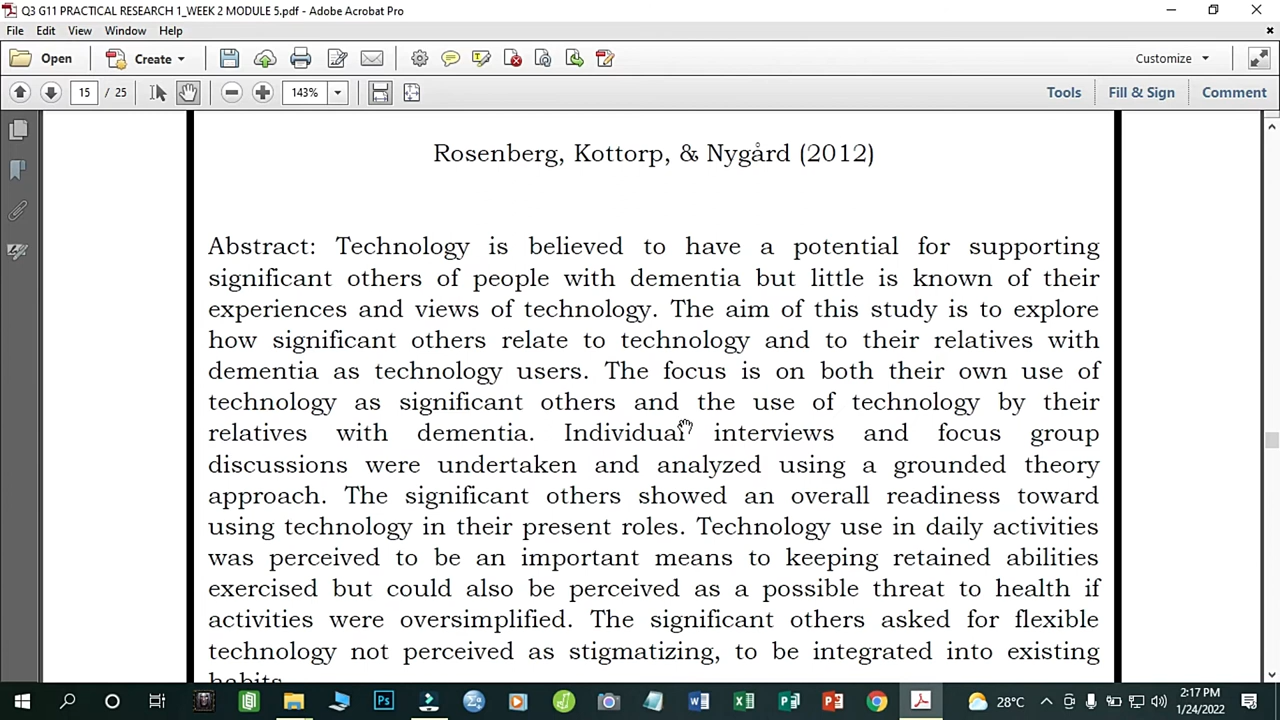 Q3 G11 PRACTICAL RESEARCH 1_WEEK 2 MODULE 5.pdf - Adobe Acrobat Pro
File Edit View Window Help
Open Create Customize
15 / 25 143% Tools Fill & Sign Comment
Rosenberg, Kottorp, & Nygård (2012)
Abstract: Technology is believed to have a potential for supporting
significant others of people with dementia but little is known of their
experiences and views of technology. The aim of this study is to explore
how significant others relate to technology and to their relatives with
dementia as technology users. The focus is on both their own use of
technology as significant others and the use of technology by their
relatives with dementia. Individual interviews and focus group
discussions were undertaken and analyzed using a grounded theory
approach. The significant others showed an overall readiness toward
using technology in their present roles. Technology use in daily activities
was perceived to be an important means to keeping retained abilities
exercised but could also be perceived as a possible threat to health if
activities were oversimplified. The significant others asked for flexible
technology not perceived as stigmatizing, to be integrated into existing
habits.
28°C 2:17 PM
1/24/2022